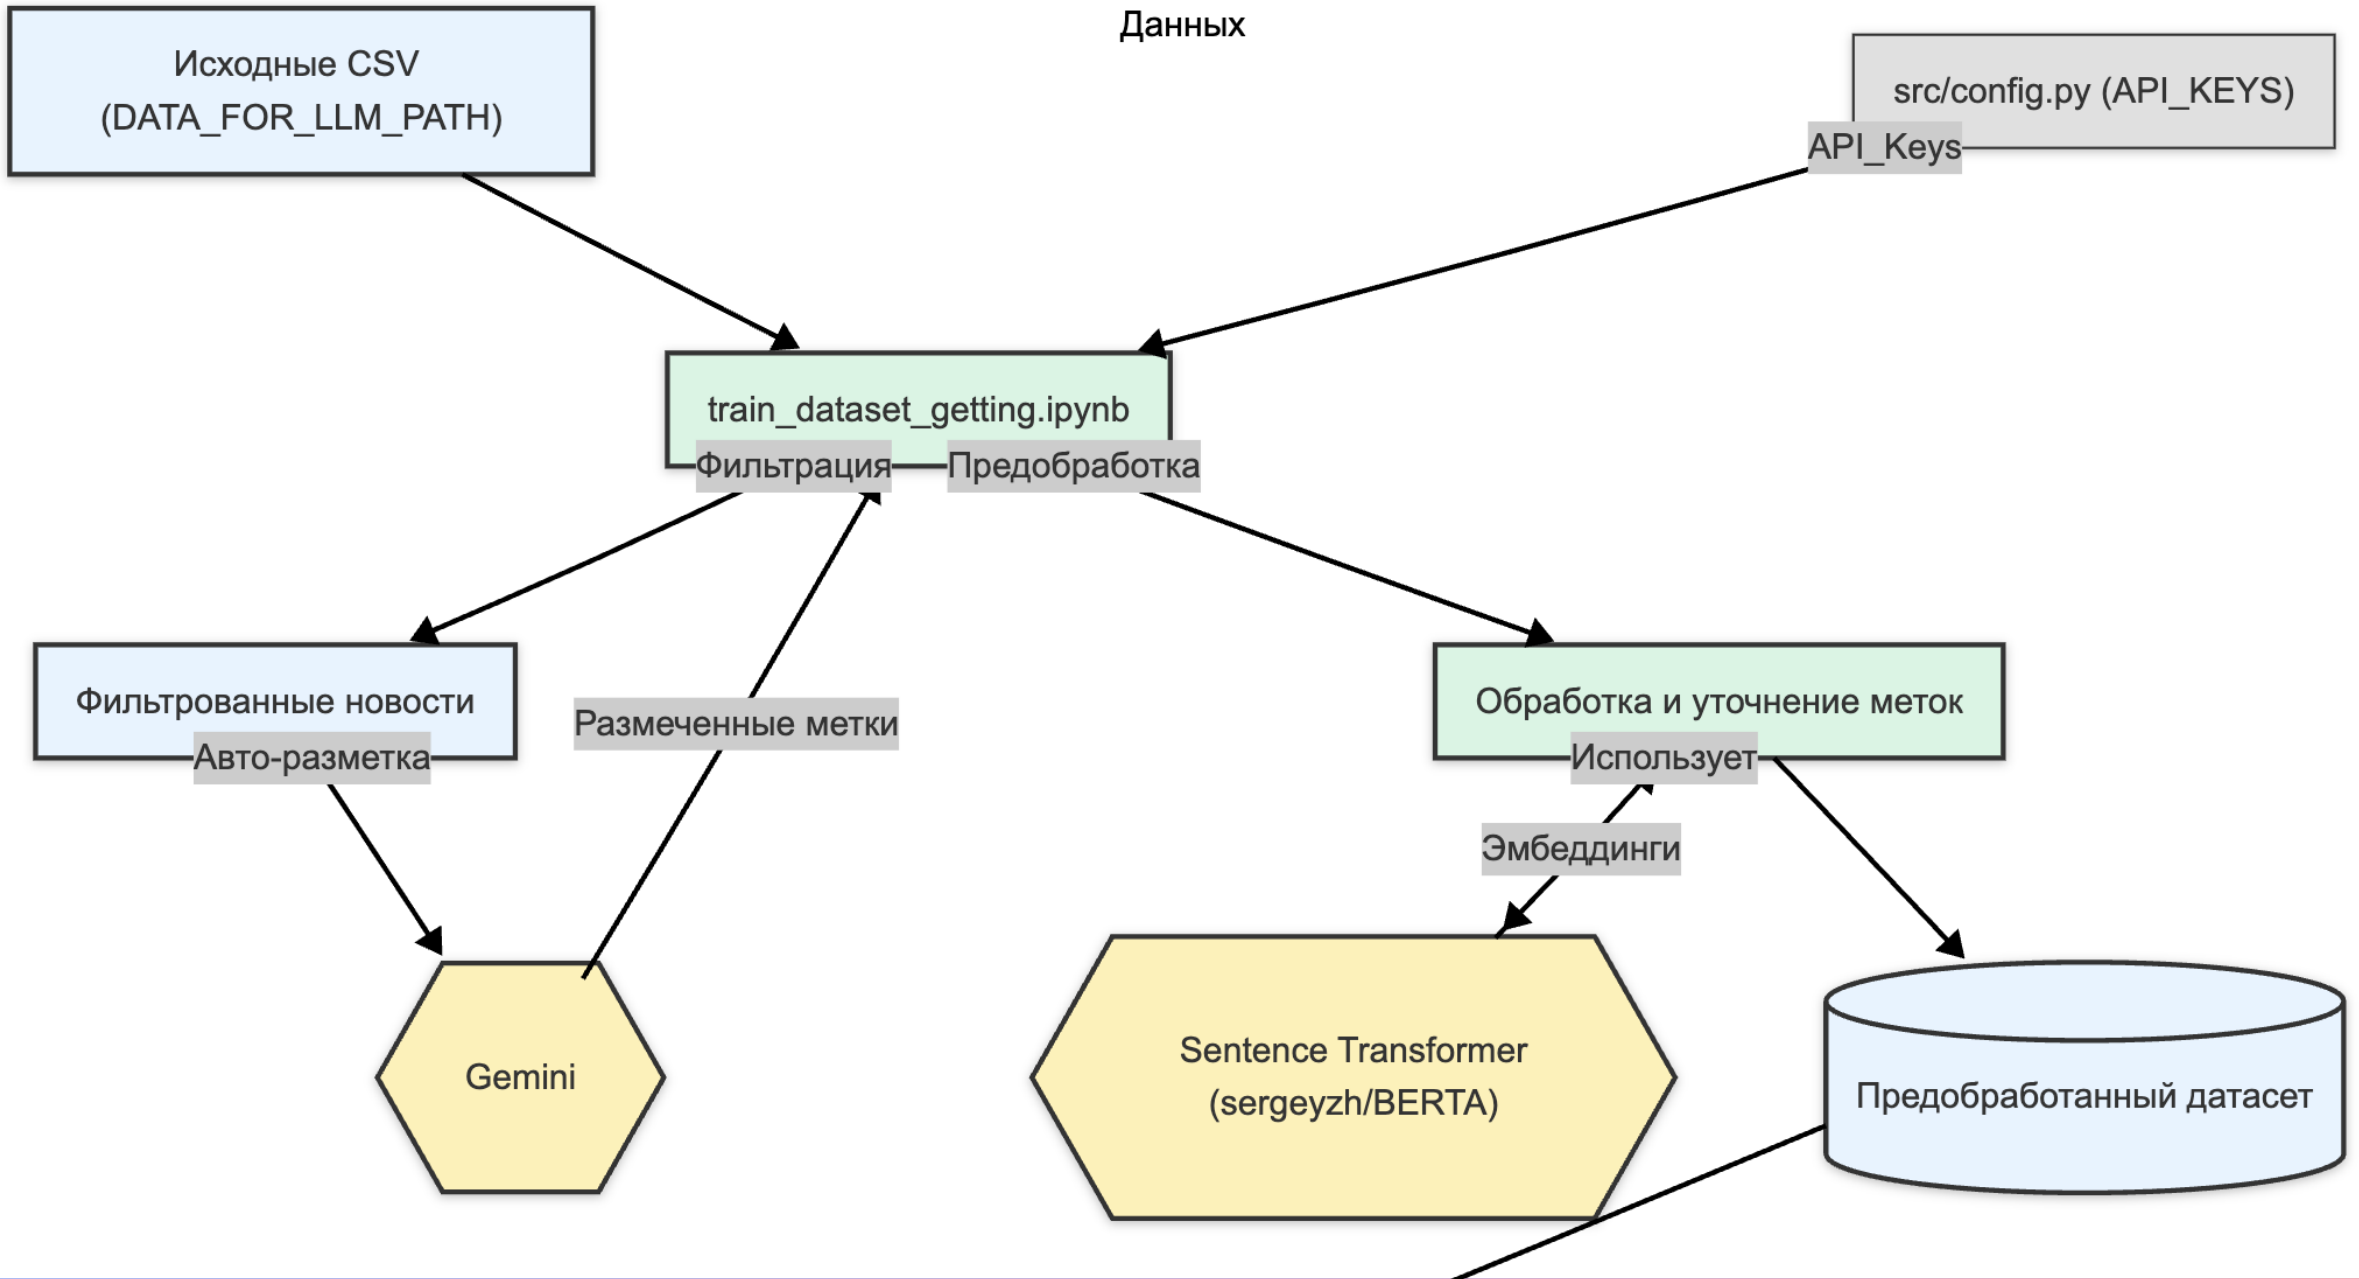 Данных
Исходные CSV
(DATA_FOR_LLM_PATH)
src/config.py (API_KEYS)
API_Keys
train_dataset_getting.ipynb
Фильтрация
Предобработка
Фильтрованные новости
Авто-разметка
Размеченные метки
Обработка и уточнение меток
Использует
Эмбеддинги
Gemini
Sentence Transformer
(sergeyzh/BERTA)
Предобработанный датасет